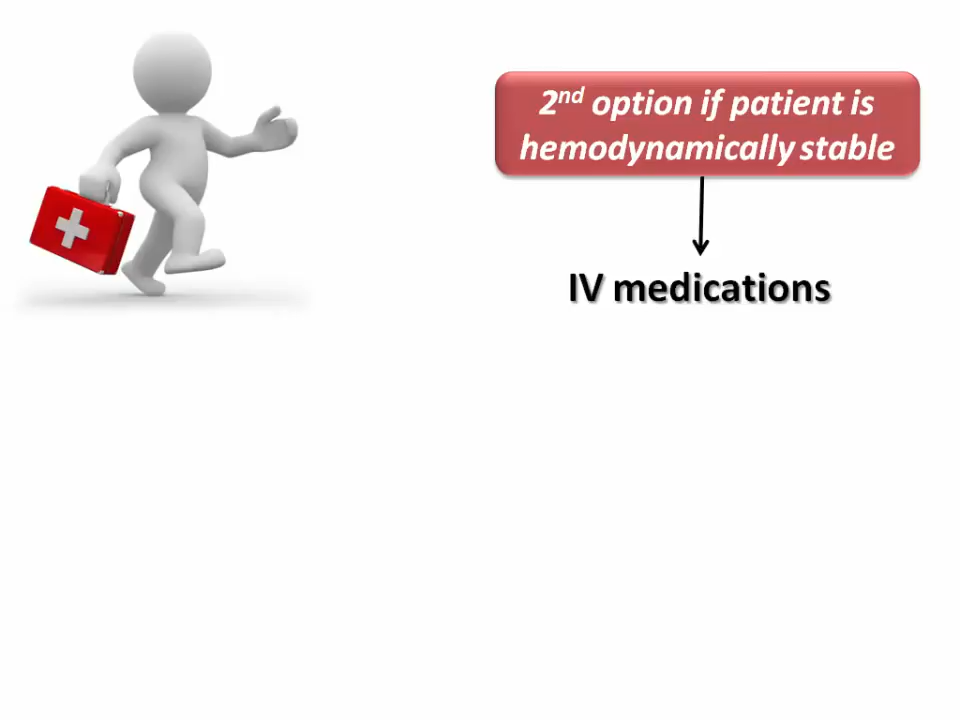 2nd option if patient is
hemodynamically stable
IV medications